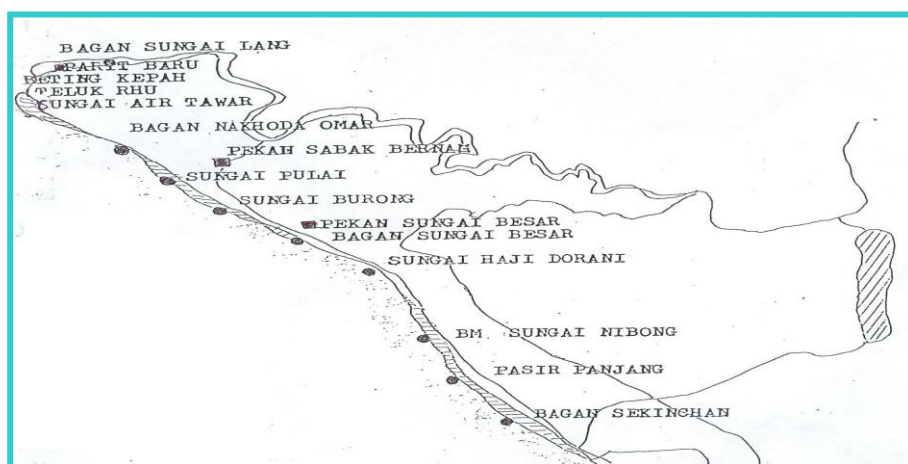 BAGAN SUNGAI LANG
PARIT BARU
BETING KEPAH
TELUK RHU
SUNGAI AIR TAWAR
BAGAN NAKHODA OMAR
PEKAH SABAK BERNAM
SUNGAI PULAI
SUNGAI BURONG
PEKAN SUNGAI BESAR
BAGAN SUNGAI BESAR
SUNGAI HAJI DORANI
BM SUNGAI NIBONG
PASIR PANJANG
BAGAN SEKINCHAN